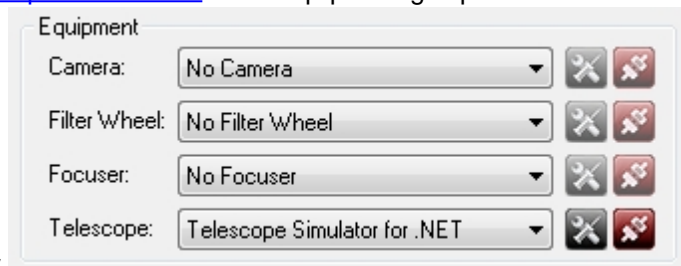 Equipment
Camera: No Camera
Filter Wheel: No Filter Wheel
Focuser: No Focuser
Telescope: Telescope Simulator for .NET